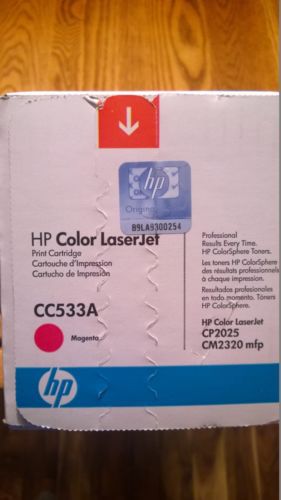 hp
Original
89LA9300254
HP Color LaserJet
Print Cartridge
Cartouche d'Impression
Cartucho de Impresión
CC533A
Magenta
Professional
Results Every Time.
HP ColorSphere Toners.
Les toners HP ColorSphere
des résultats professionnels
à chaque impression.
Resultados profesionales
en todo momento. Tóners
HP ColorSphere.
HP Color LaserJet
CP2025
CM2320 mfp
hp